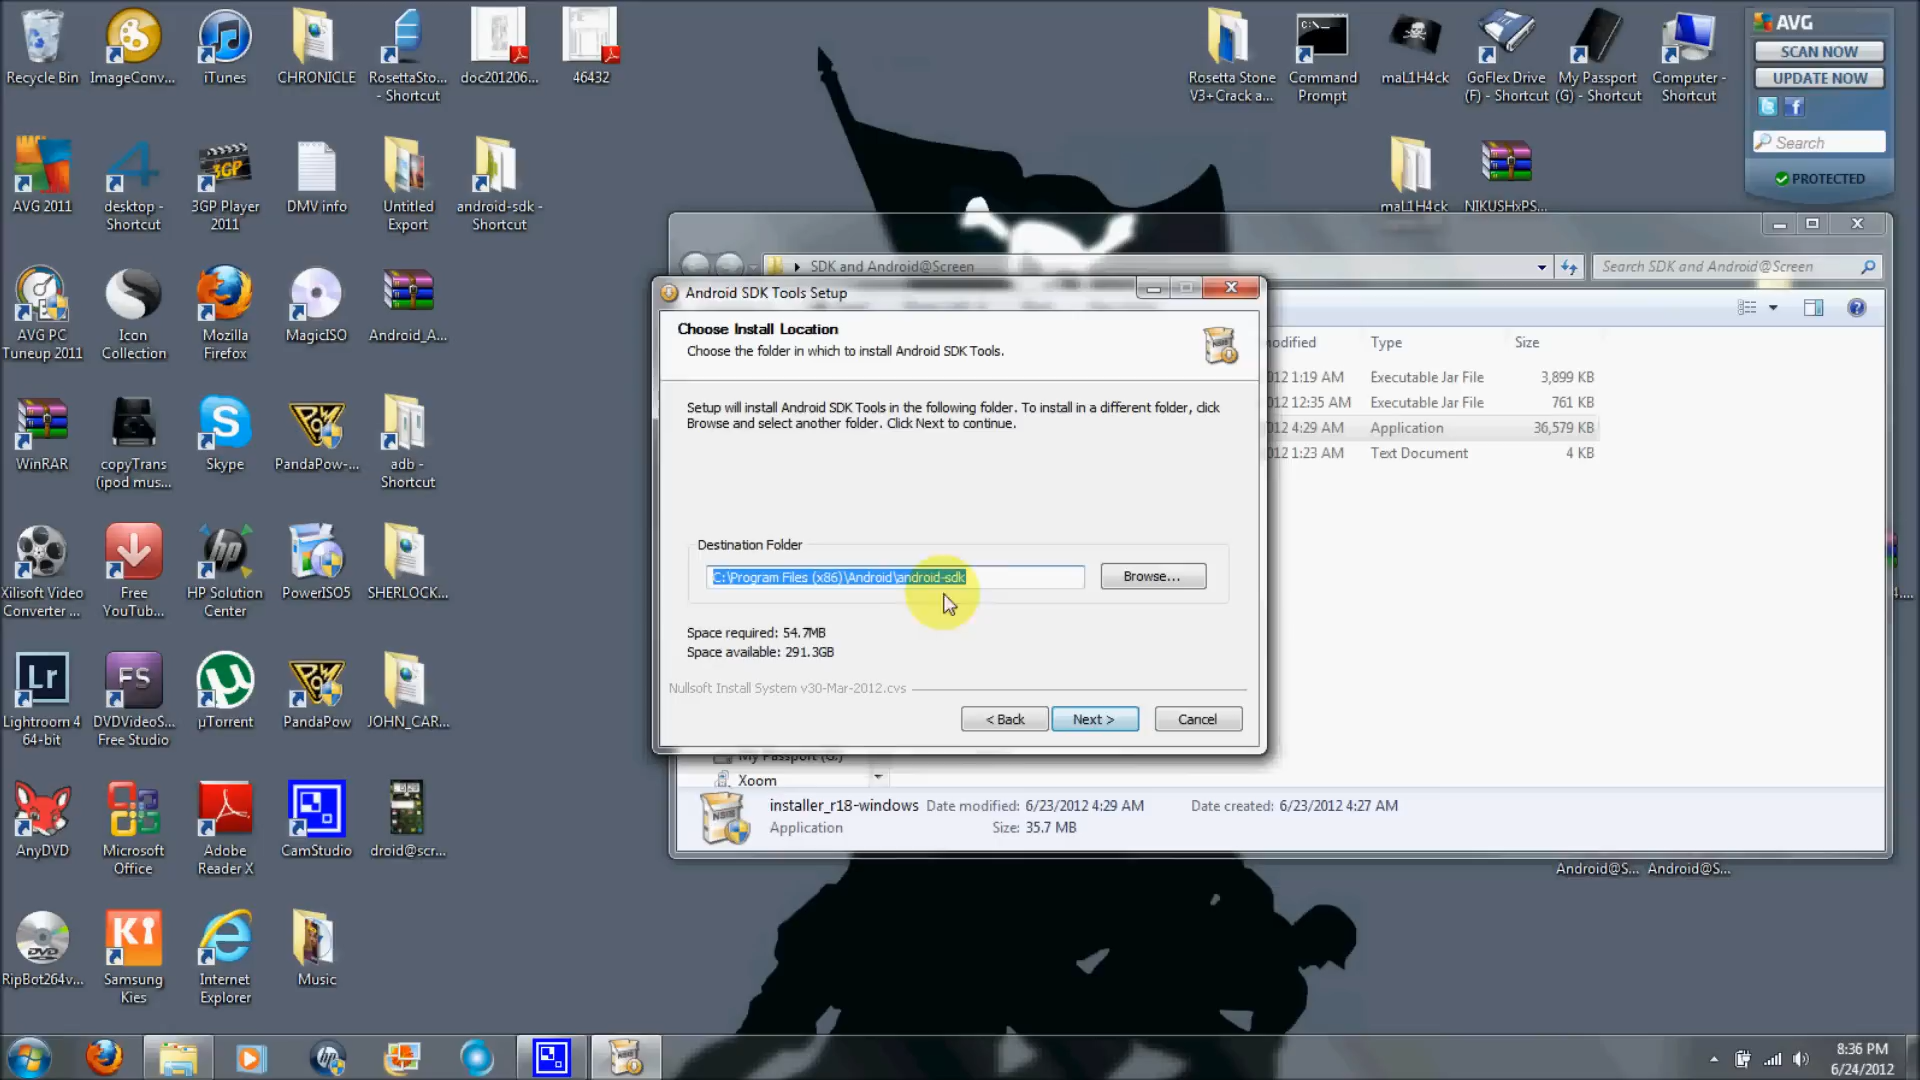 Recycle Bin
ImageConv...
iTunes
CHRONICLE
RosettaSto...
- Shortcut
doc201206...
46432
Rosetta Stone
V3+Crack a...
Command
Prompt
maL1H4ck
GoFlex Drive
(F) - Shortcut
My Passport
(G) - Shortcut
Computer -
Shortcut
AVG
SCAN NOW
UPDATE NOW
Search
PROTECTED
AVG 2011
desktop -
Shortcut
3GP Player
2011
DMV info
Untitled
Export
android-sdk -
Shortcut
maL1H4ck
NIKUSHxPS...
AVG PC
Tuneup 2011
Icon
Collection
Mozilla
Firefox
MagicISO
Android_A...
WinRAR
copyTrans
(ipod mus...
Skype
PandaPow-...
adb -
Shortcut
Xilisoft Video
Converter ...
Free
YouTub...
HP Solution
Center
PowerISO5
SHERLOCK...
Lightroom 4
64-bit
DVDVideoS...
Free Studio
µTorrent
PandaPow
JOHN_CAR...
AnyDVD
Microsoft
Office
Adobe
Reader X
CamStudio
droid@scr...
RipBot264v...
Samsung
Kies
Internet
Explorer
Music
SDK and Android@Screen
Search SDK and Android@Screen
Type
Size
012 1:19 AM Executable Jar File 3,899 KB
012 12:35 AM Executable Jar File 761 KB
012 4:29 AM Application 36,579 KB
012 1:23 AM Text Document 4 KB
Android SDK Tools Setup
Choose Install Location
Choose the folder in which to install Android SDK Tools.
Setup will install Android SDK Tools in the following folder. To install in a different folder, click
Browse and select another folder. Click Next to continue.
Destination Folder
C:\Program Files (x86)\Android\android-sdk
Browse...
Space required: 54.7MB
Space available: 291.3GB
Nullsoft Install System v30-Mar-2012.cvs
< Back
Next >
Cancel
My Passport (G:)
Xoom
installer_r18-windows Date modified: 6/23/2012 4:29 AM Date created: 6/23/2012 4:27 AM
Application Size: 35.7 MB
Android@S...
Android@S...
8:36 PM
6/24/2012